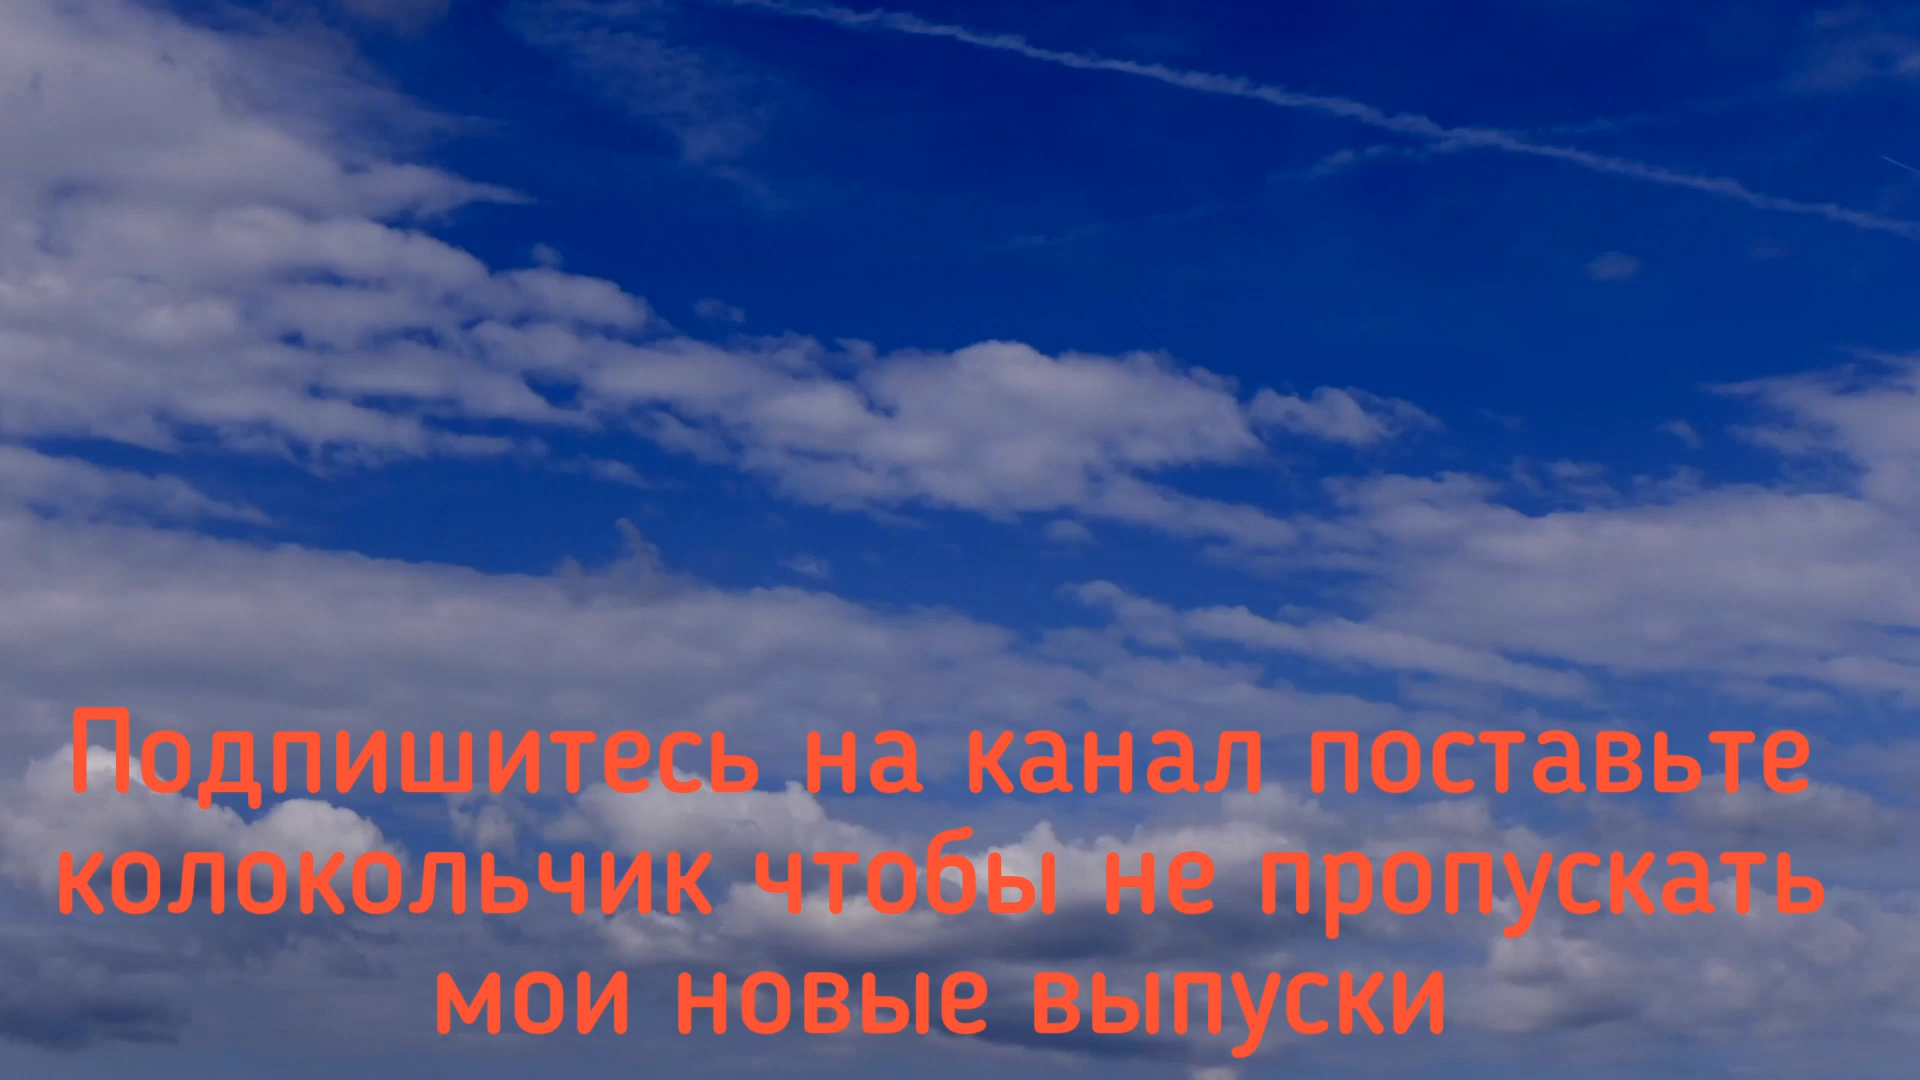 Подпишитесь на канал поставьте
колокольчик чтобы не пропускать
мои новые выпуски